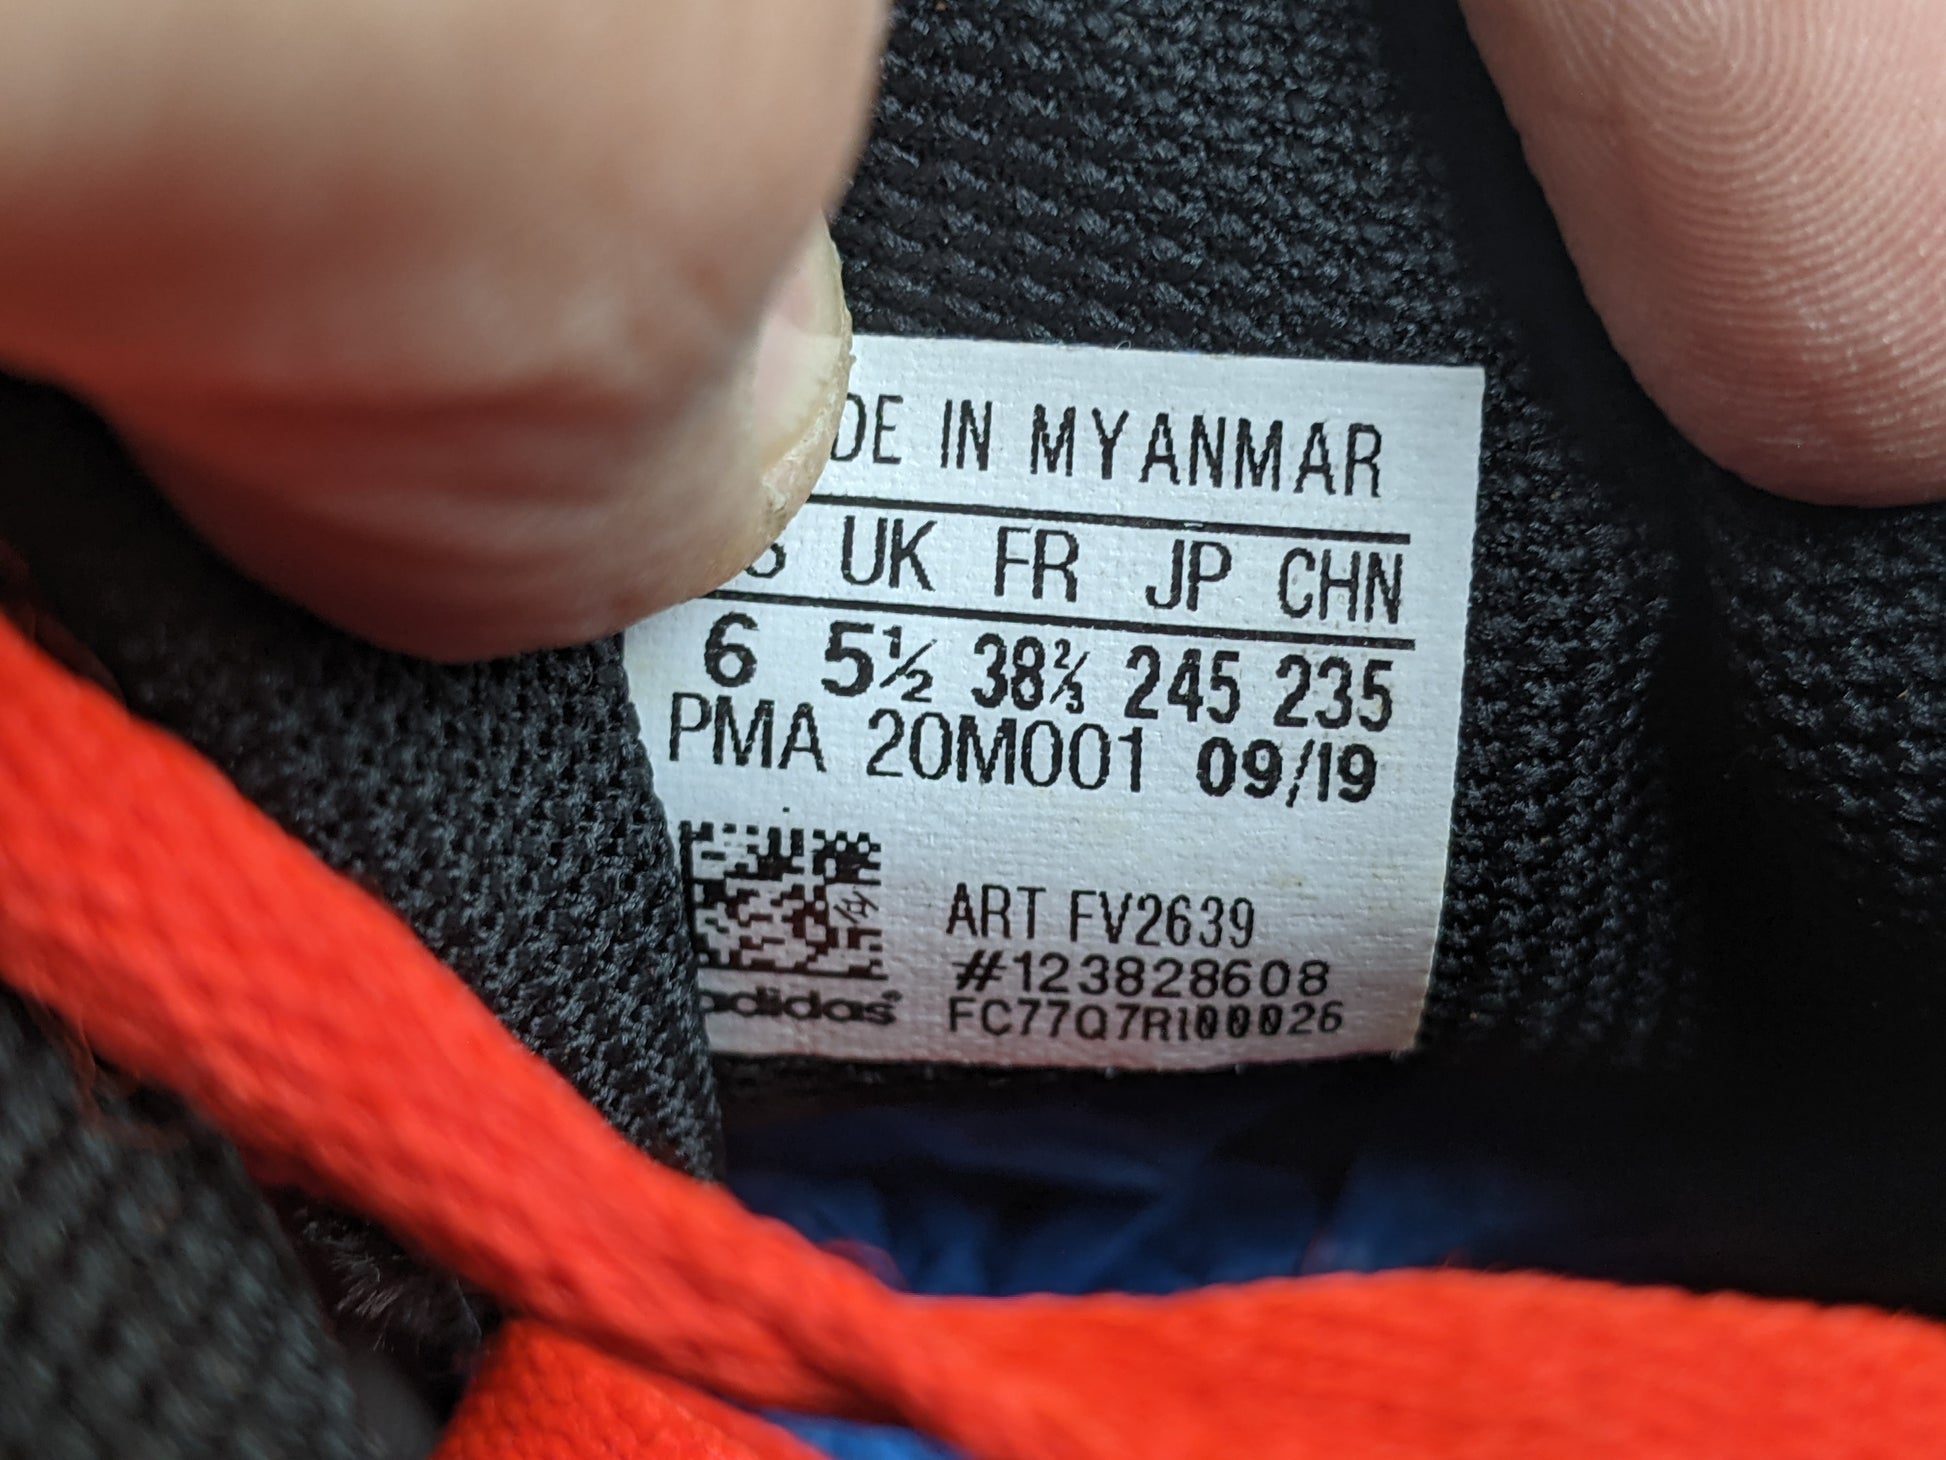 DE IN MYANMAR
S UK FR JP CHN
6 5½ 38⅔ 245 235
PMA 20M001 09/19
ART FV2639
#123828608
adidas FC77Q7RI00026